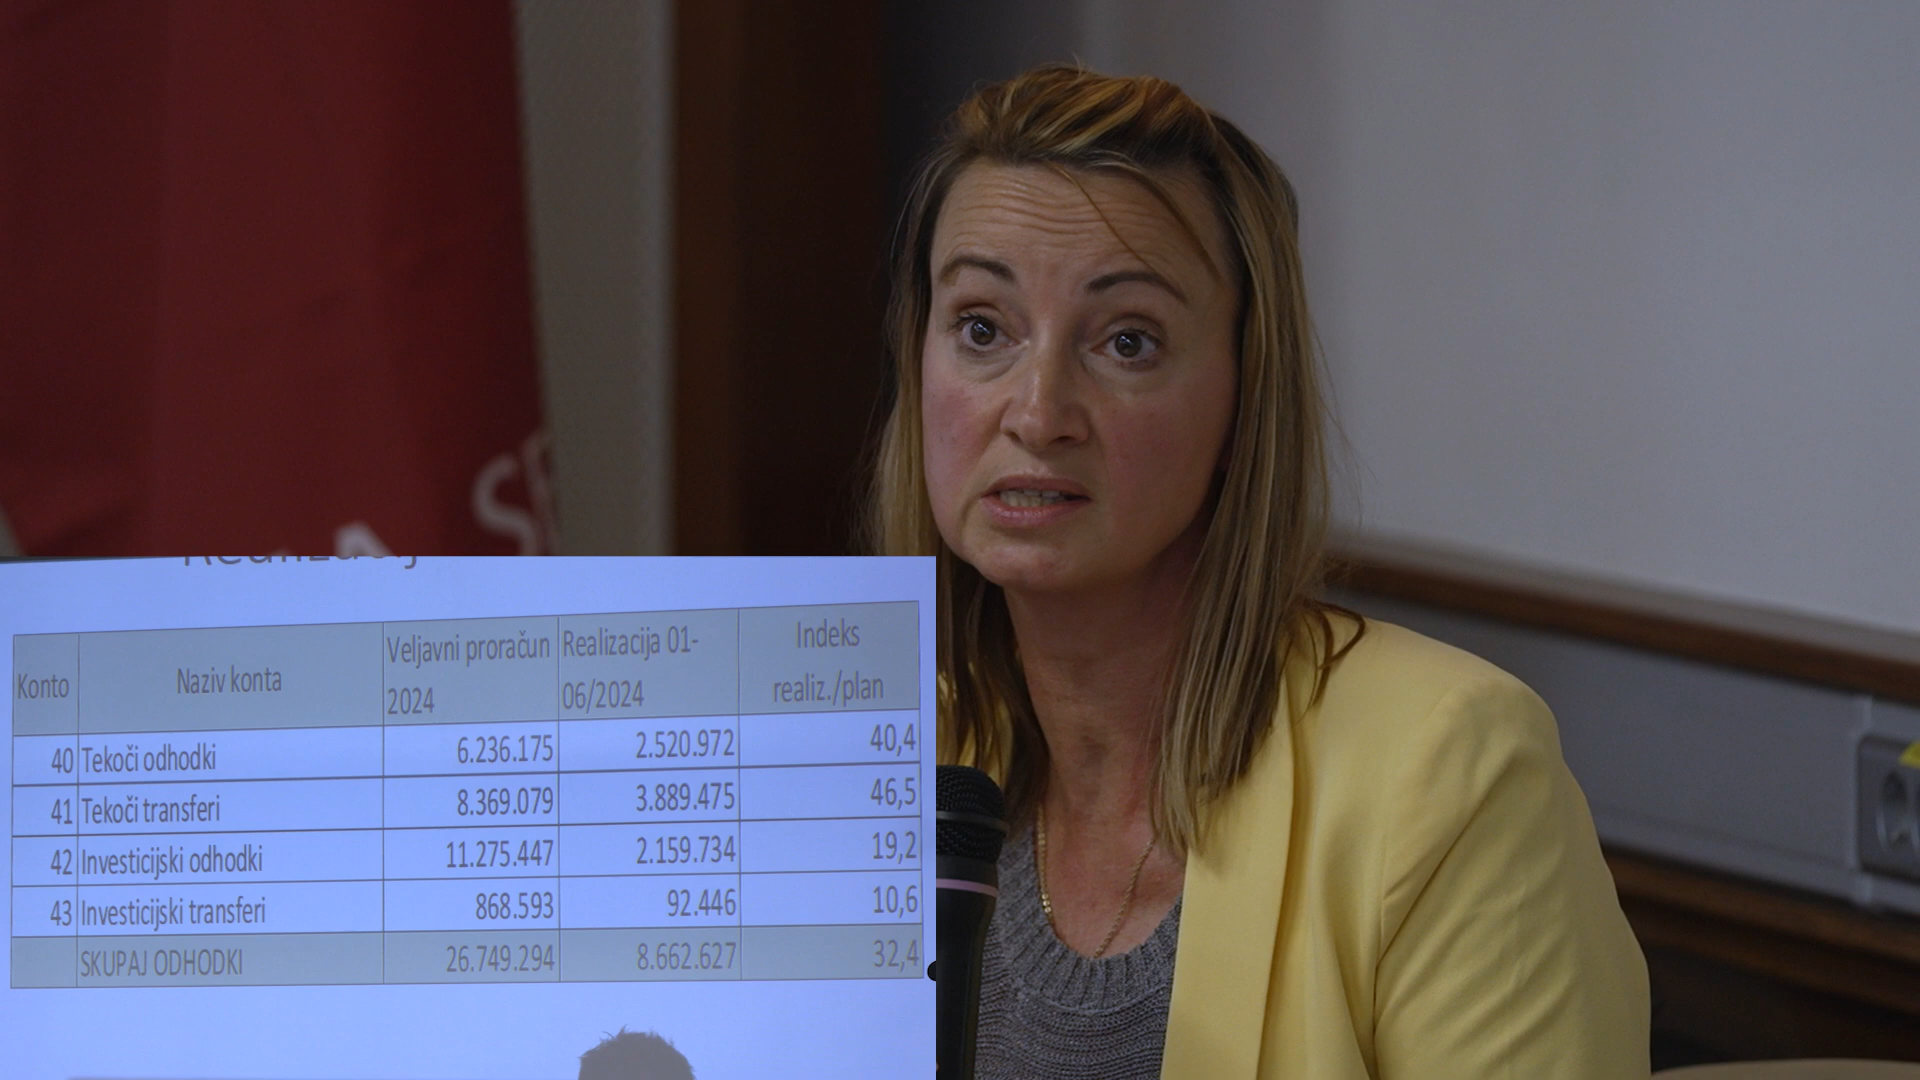 Konto Naziv konta Veljavni proračun 2024 Realizacija 01-06/2024 Indeks realiz./plan
40 Tekoči odhodki 6.236.175 2.520.972 40,4
41 Tekoči transferi 8.369.079 3.889.475 46,5
42 Investicijski odhodki 11.275.447 2.159.734 19,2
43 Investicijski transferi 868.593 92.446 10,6
SKUPAJ ODHODKI 26.749.294 8.662.627 32,4